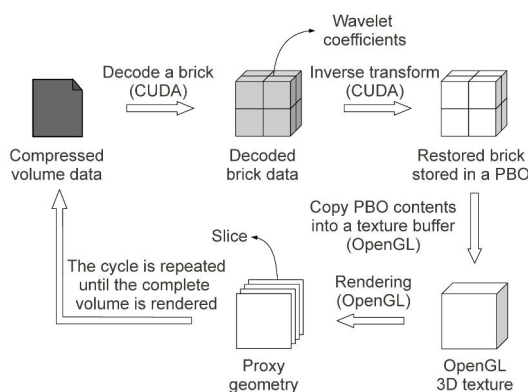 Wavelet
coefficients
Decode a brick
(CUDA)
Inverse transform
(CUDA)
Compressed
volume data
Decoded
brick data
Restored brick
stored in a PBO
Copy PBO contents
into a texture buffer
(OpenGL)
Slice
The cycle is repeated
until the complete
volume is rendered
Rendering
(OpenGL)
Proxy
geometry
OpenGL
3D texture